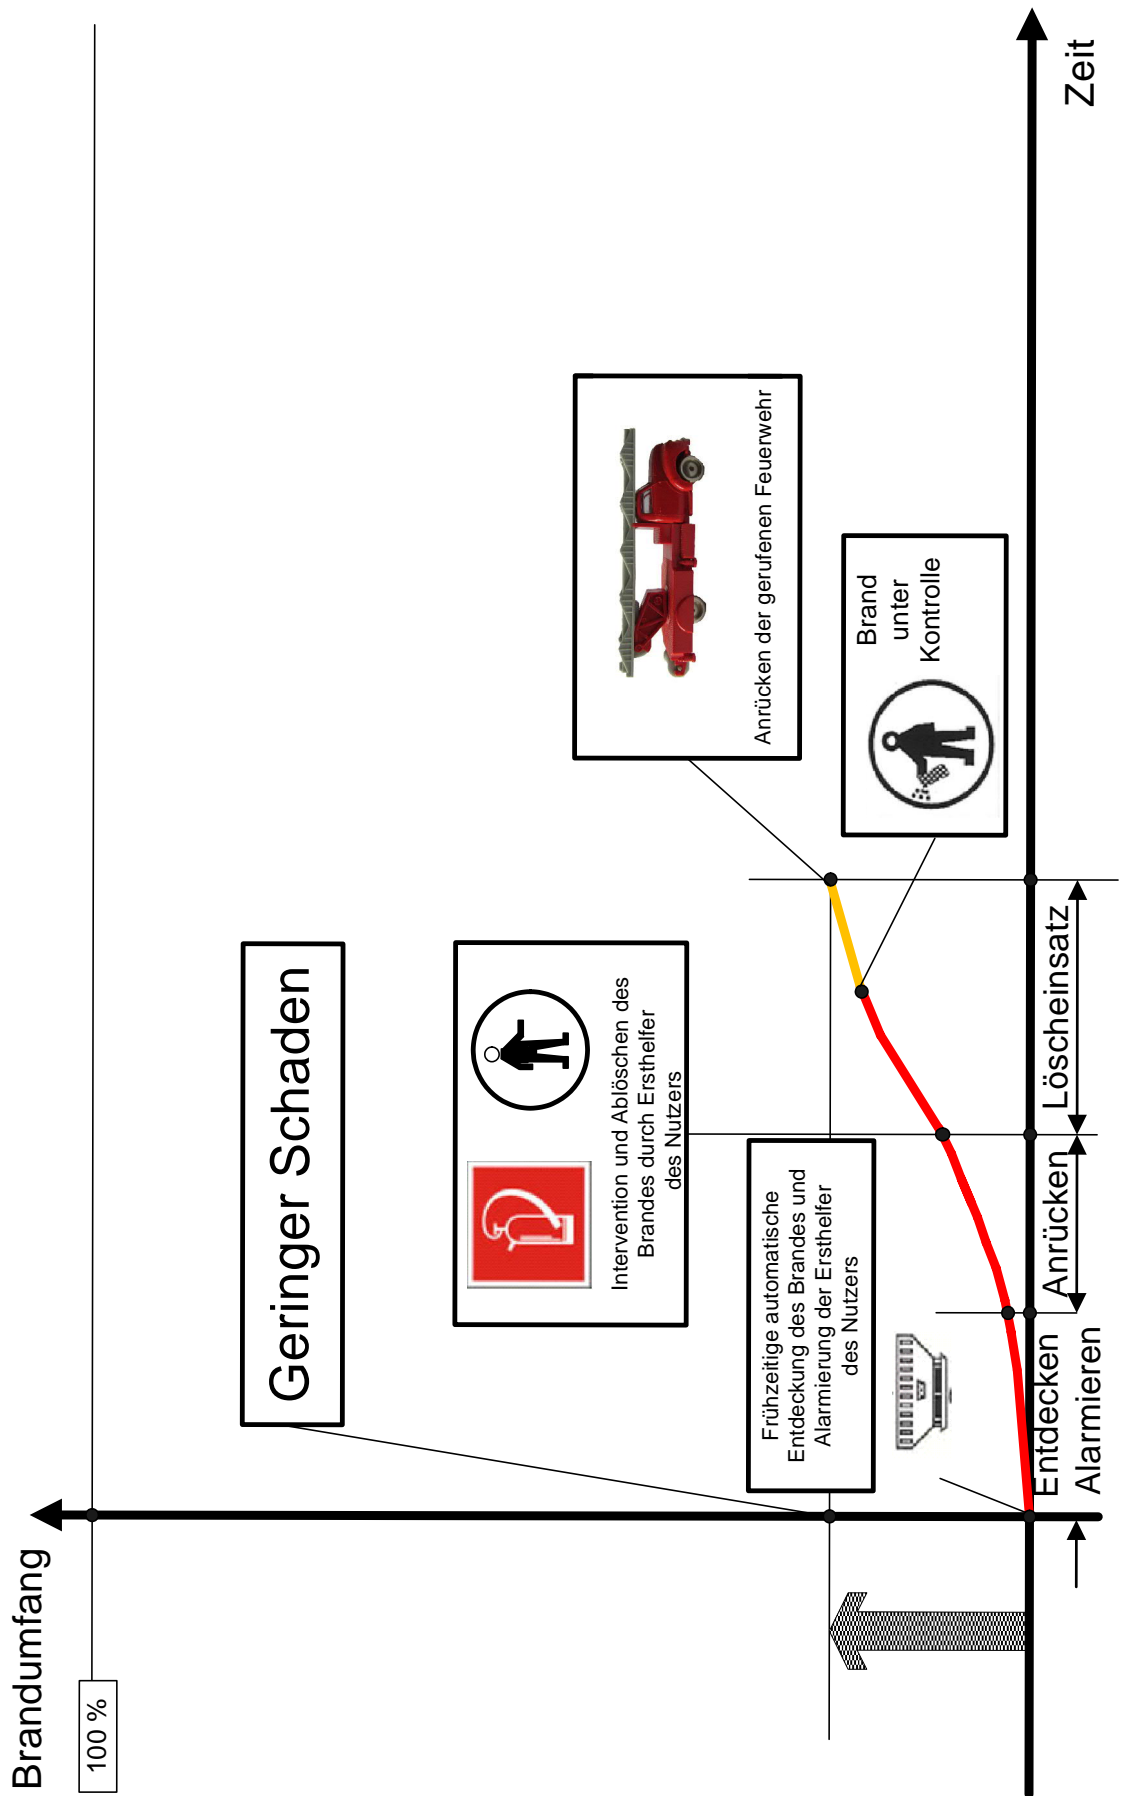 Brandumfang
100 %
Geringer Schaden
Intervention und Ablöschen des
Brandes durch Ersthelfer
des Nutzers
Anrücken der gerufenen Feuerwehr
Frühzeitige automatische
Entdeckung des Brandes und
Alarmierung der Ersthelfer
des Nutzers
Brand
unter
Kontrolle
Entdecken
Alarmieren
Anrücken
Löscheinsatz
Zeit